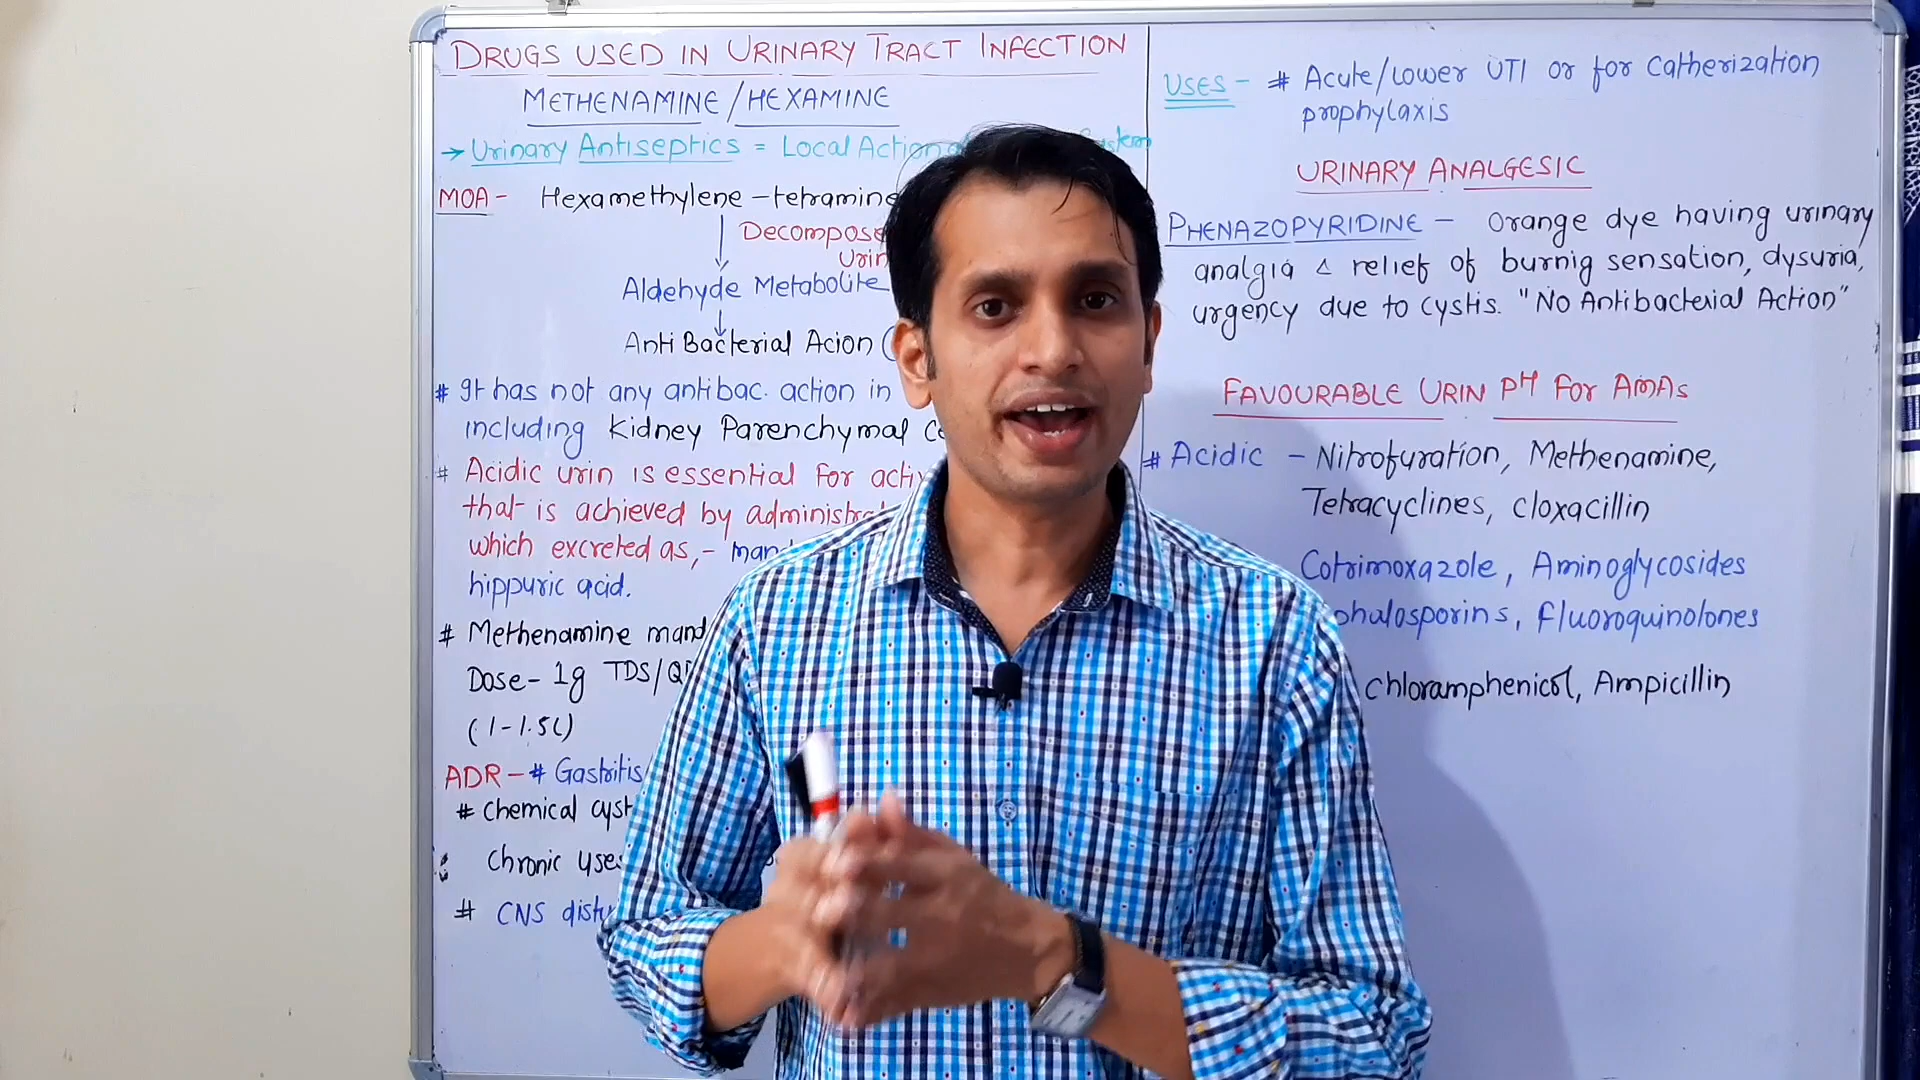 DRUGS USED IN URINARY TRACT INFECTION
METHENAMINE/HEXAMINE
→ Urinary Antiseptics = Local Action
MOA- Hexamethylene-tetramine
Decompose
Urin
Aldehyde Metabolite
Anti Bacterial Acion (
# It has not any antibac. action in
including Kidney Parenchymal
# Acidic urin is essential for
that is achieved by
which excreted as,-
hippuric acid.
# Methenamine
Dose- 1g TDS/
(1-1.5L)
ADR - # Gastritis
# Chemical
Chronic use
# CNS
USES - # Acute/Lower UTI or for Catherization
prophylaxis
URINARY ANALGESIC
PHENAZOPYRIDINE - Orange dye having urinary
analgia & relief of burnig sensation, dysuria,
urgency due to cystis. "No Antibacterial Action"
FAVOURABLE URIN PH FOR AMAs
# Acidic - Nitrofuration, Methenamine,
Tetracyclines, cloxacillin
Cotrimoxazole, Aminoglycosides
phalosporins, Fluoroquinolones
Chloramphenicol, Ampicillin